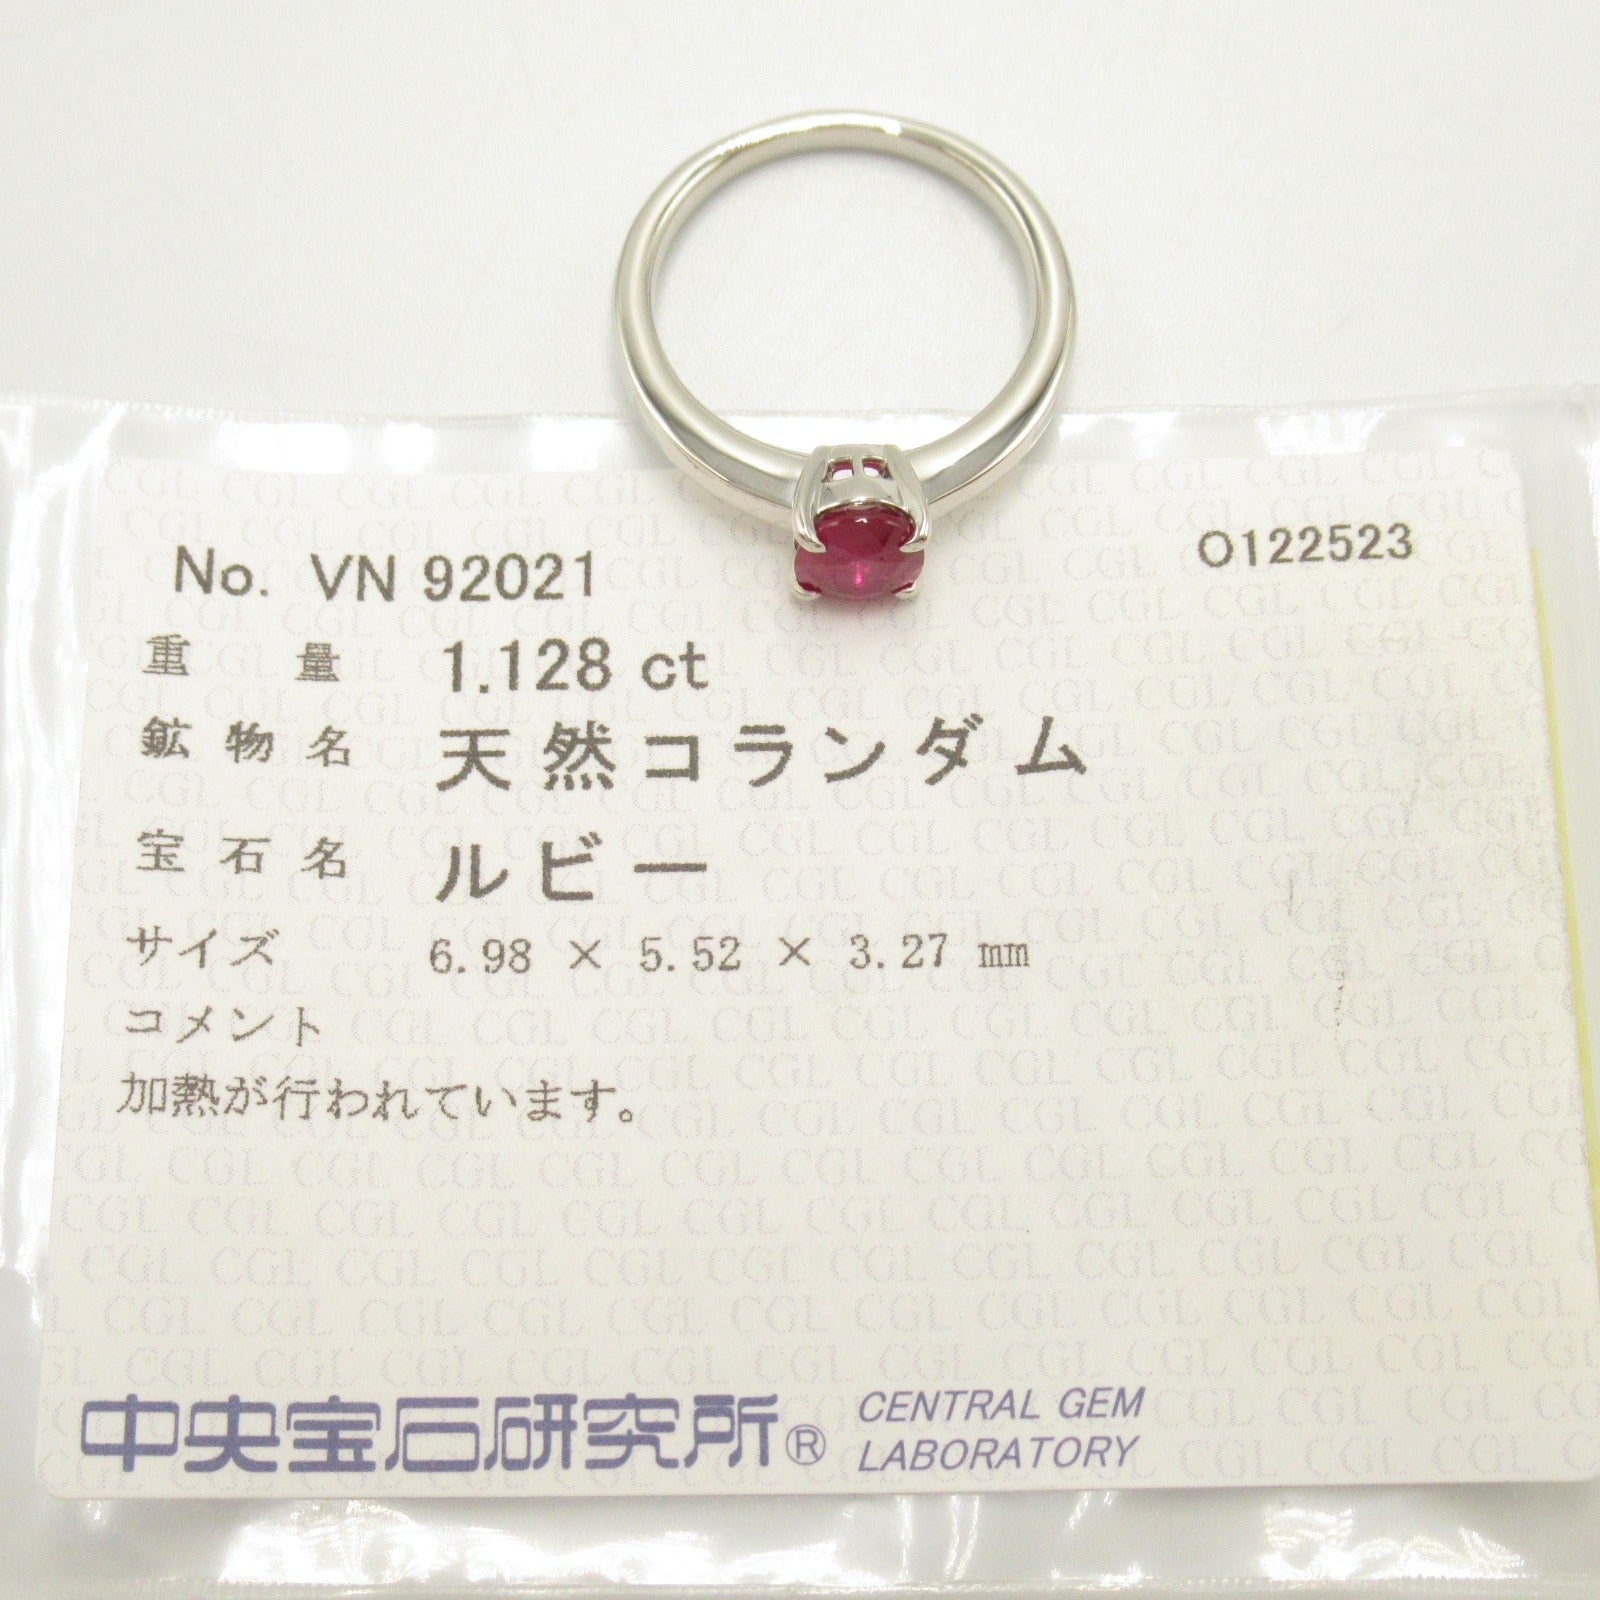 No. VN 92021 O122523
重量 1.128 ct
鉱物名 天然コランダム
宝石名 ルビー
サイズ 6.98 × 5.52 × 3.27 mm
コメント
加熱が行われています。
中央宝石研究所® CENTRAL GEM
LABORATORY